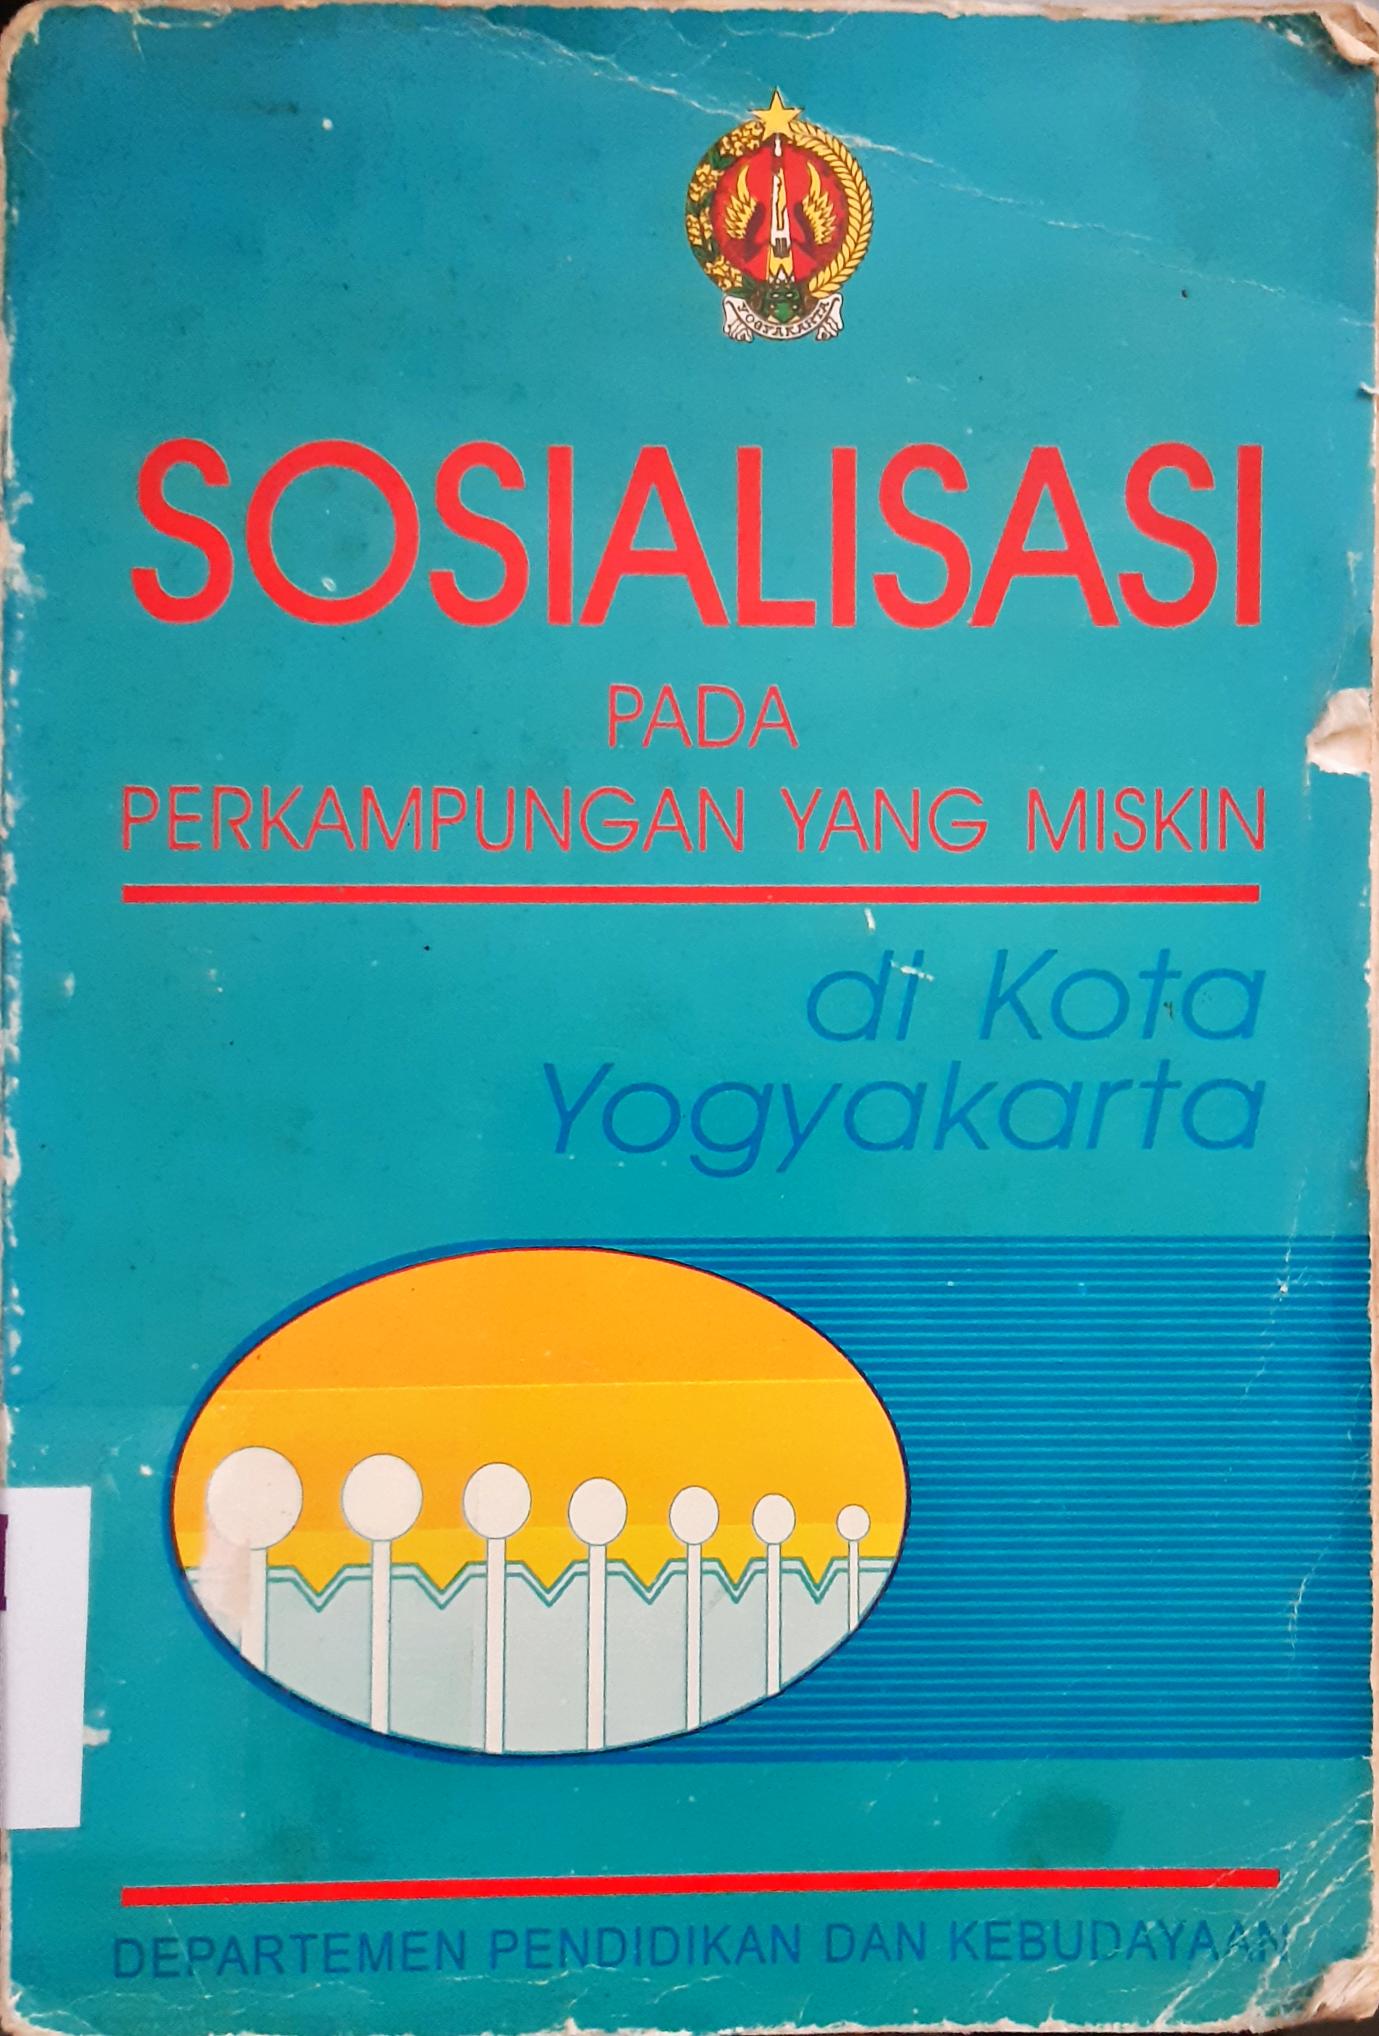 YOGYAKARTA
SOSIALISASI
PADA
PERKAMPUNGAN YANG MISKIN
di Kota
Yogyakarta
DEPARTEMEN PENDIDIKAN DAN KEBUDAYAAN